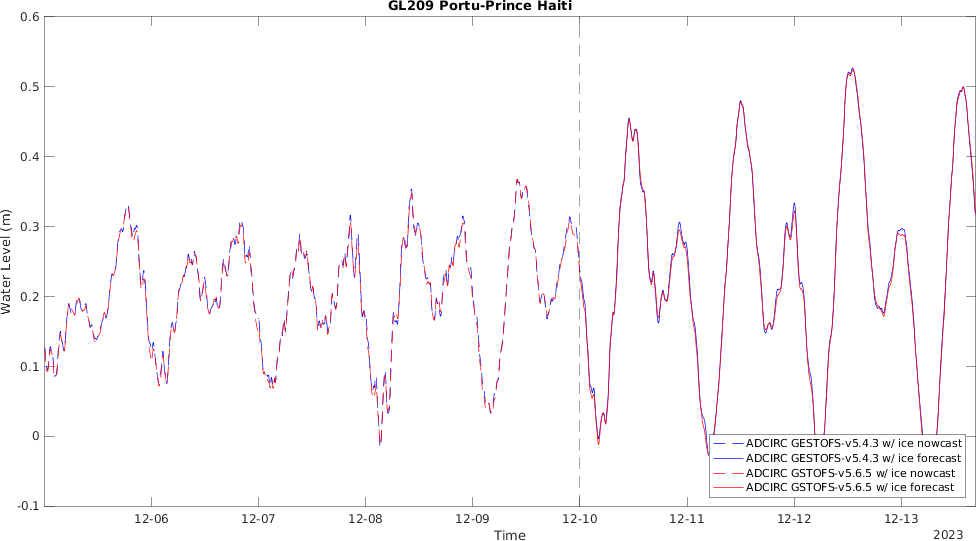 GL209 Portu-Prince Haiti
0.6
0.5
0.4
0.3
0.2
0.1
0
-0.1
Water Level (m)
12-06 12-07 12-08 12-09 12-10 12-11 12-12 12-13
Time
2023
ADCIRC GESTOFS-v5.4.3 w/ ice nowcast
ADCIRC GESTOFS-v5.4.3 w/ ice forecast
ADCIRC GSTOFS-v5.6.5 w/ ice nowcast
ADCIRC GSTOFS-v5.6.5 w/ ice forecast